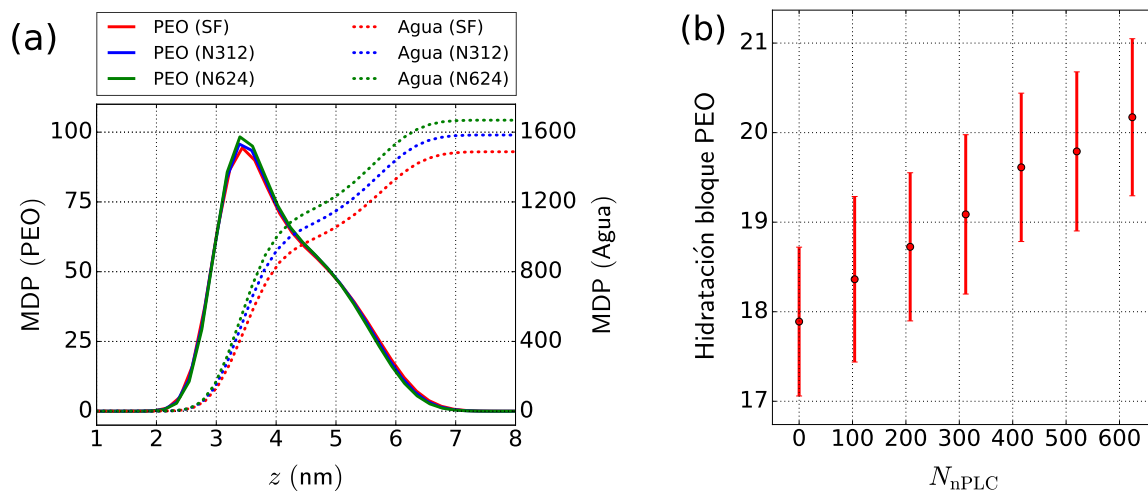 (a)
PEO (SF)
PEO (N312)
PEO (N624)
Agua (SF)
Agua (N312)
Agua (N624)
MDP (PEO)
100
75
50
25
0
1 2 3 4 5 6 7 8
z (nm)
1600
1200
800
400
0
MDP (Agua)
(b)
Hidratación bloque PEO
21
20
19
18
17
0 100 200 300 400 500 600
NnPLC